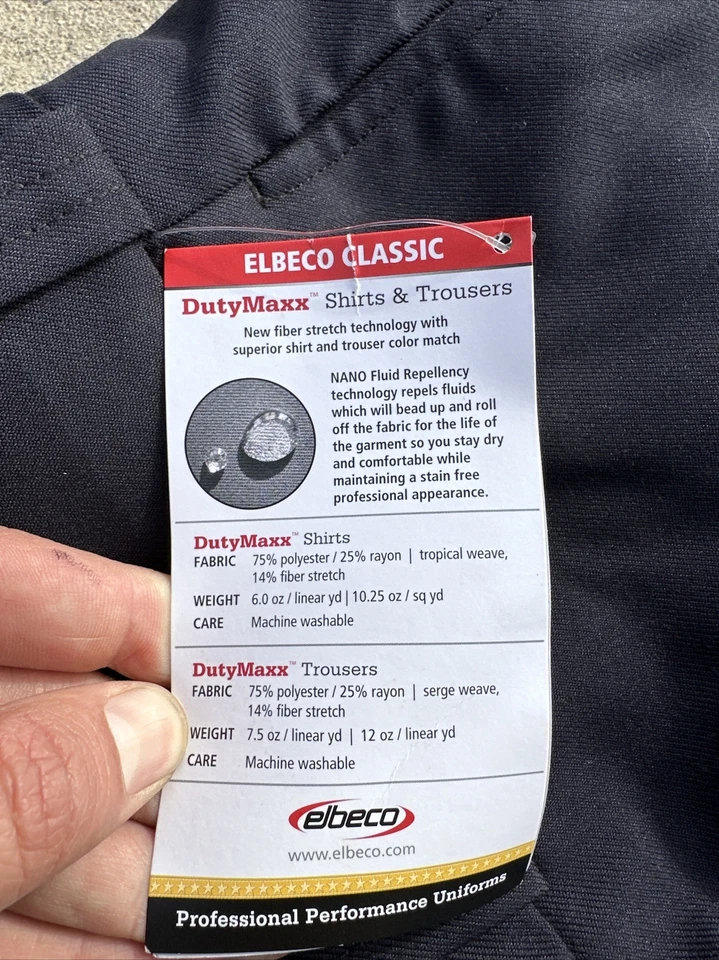 ELBECO CLASSIC
DutyMaxx™ Shirts & Trousers
New fiber stretch technology with
superior shirt and trouser color match
NANO Fluid Repellency
technology repels fluids
which will bead up and roll
off the fabric for the life of
the garment so you stay dry
and comfortable while
maintaining a stain free
professional appearance.
DutyMaxx™ Shirts
FABRIC 75% polyester / 25% rayon | tropical weave,
14% fiber stretch
WEIGHT 6.0 oz / linear yd | 10.25 oz / sq yd
CARE Machine washable
DutyMaxx™ Trousers
FABRIC 75% polyester / 25% rayon | serge weave,
14% fiber stretch
WEIGHT 7.5 oz / linear yd | 12 oz / linear yd
CARE Machine washable
elbeco
www.elbeco.com
Professional Performance Uniforms